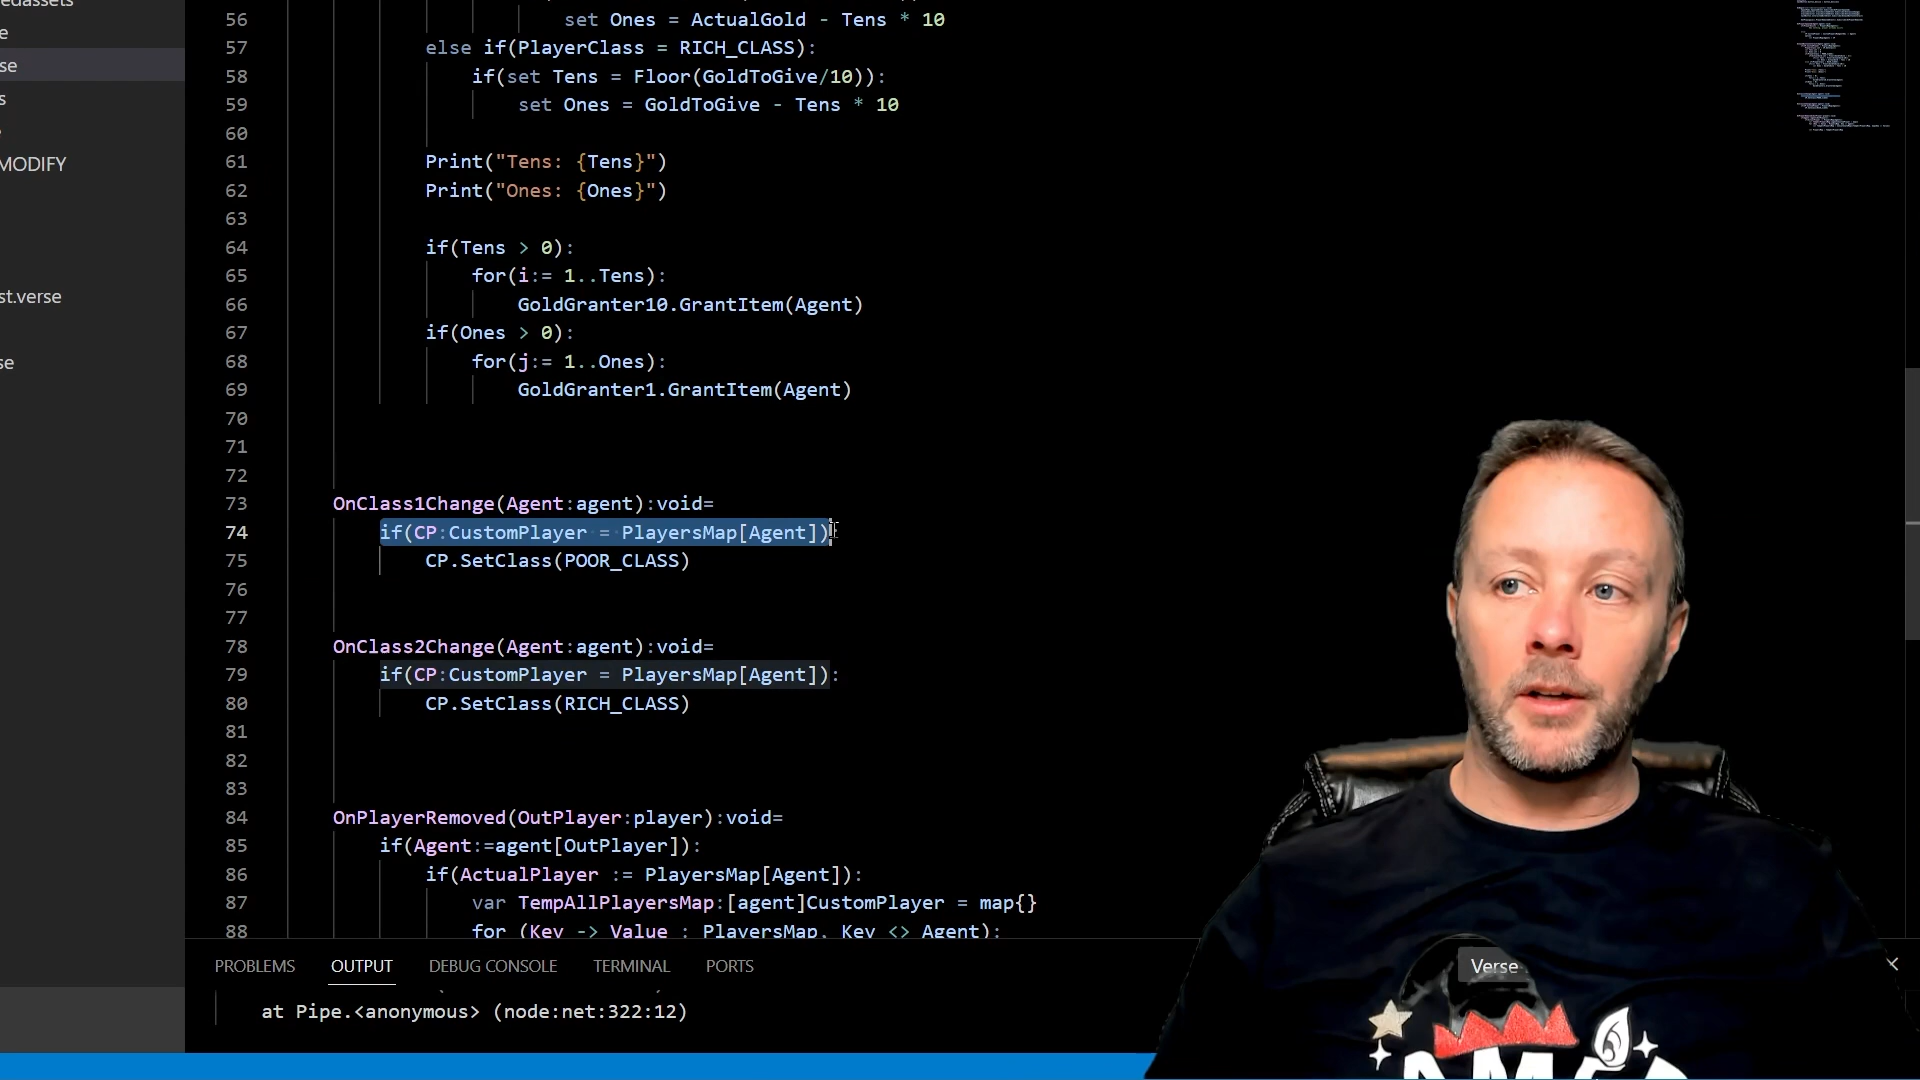 edassets
e
se
s
MODIFY
st.verse
se
56 set Ones = ActualGold - Tens * 10
57 else if(PlayerClass = RICH_CLASS):
58 if(set Tens = Floor(GoldToGive/10)):
59 set Ones = GoldToGive - Tens * 10
60
61 Print("Tens: {Tens}")
62 Print("Ones: {Ones}")
63
64 if(Tens > 0):
65 for(i:= 1..Tens):
66 GoldGranter10.GrantItem(Agent)
67 if(Ones > 0):
68 for(j:= 1..Ones):
69 GoldGranter1.GrantItem(Agent)
70
71
72
73 OnClass1Change(Agent:agent):void=
74 if(CP:CustomPlayer = PlayersMap[Agent]):
75 CP.SetClass(POOR_CLASS)
76
77
78 OnClass2Change(Agent:agent):void=
79 if(CP:CustomPlayer = PlayersMap[Agent]):
80 CP.SetClass(RICH_CLASS)
81
82
83
84 OnPlayerRemoved(OutPlayer:player):void=
85 if(Agent:=agent[OutPlayer]):
86 if(ActualPlayer := PlayersMap[Agent]):
87 var TempAllPlayersMap:[agent]CustomPlayer = map{}
88 for (Key -> Value : PlayersMap, Key <> Agent):
PROBLEMS OUTPUT DEBUG CONSOLE TERMINAL PORTS
Verse
at Pipe.<anonymous> (node:net:322:12)